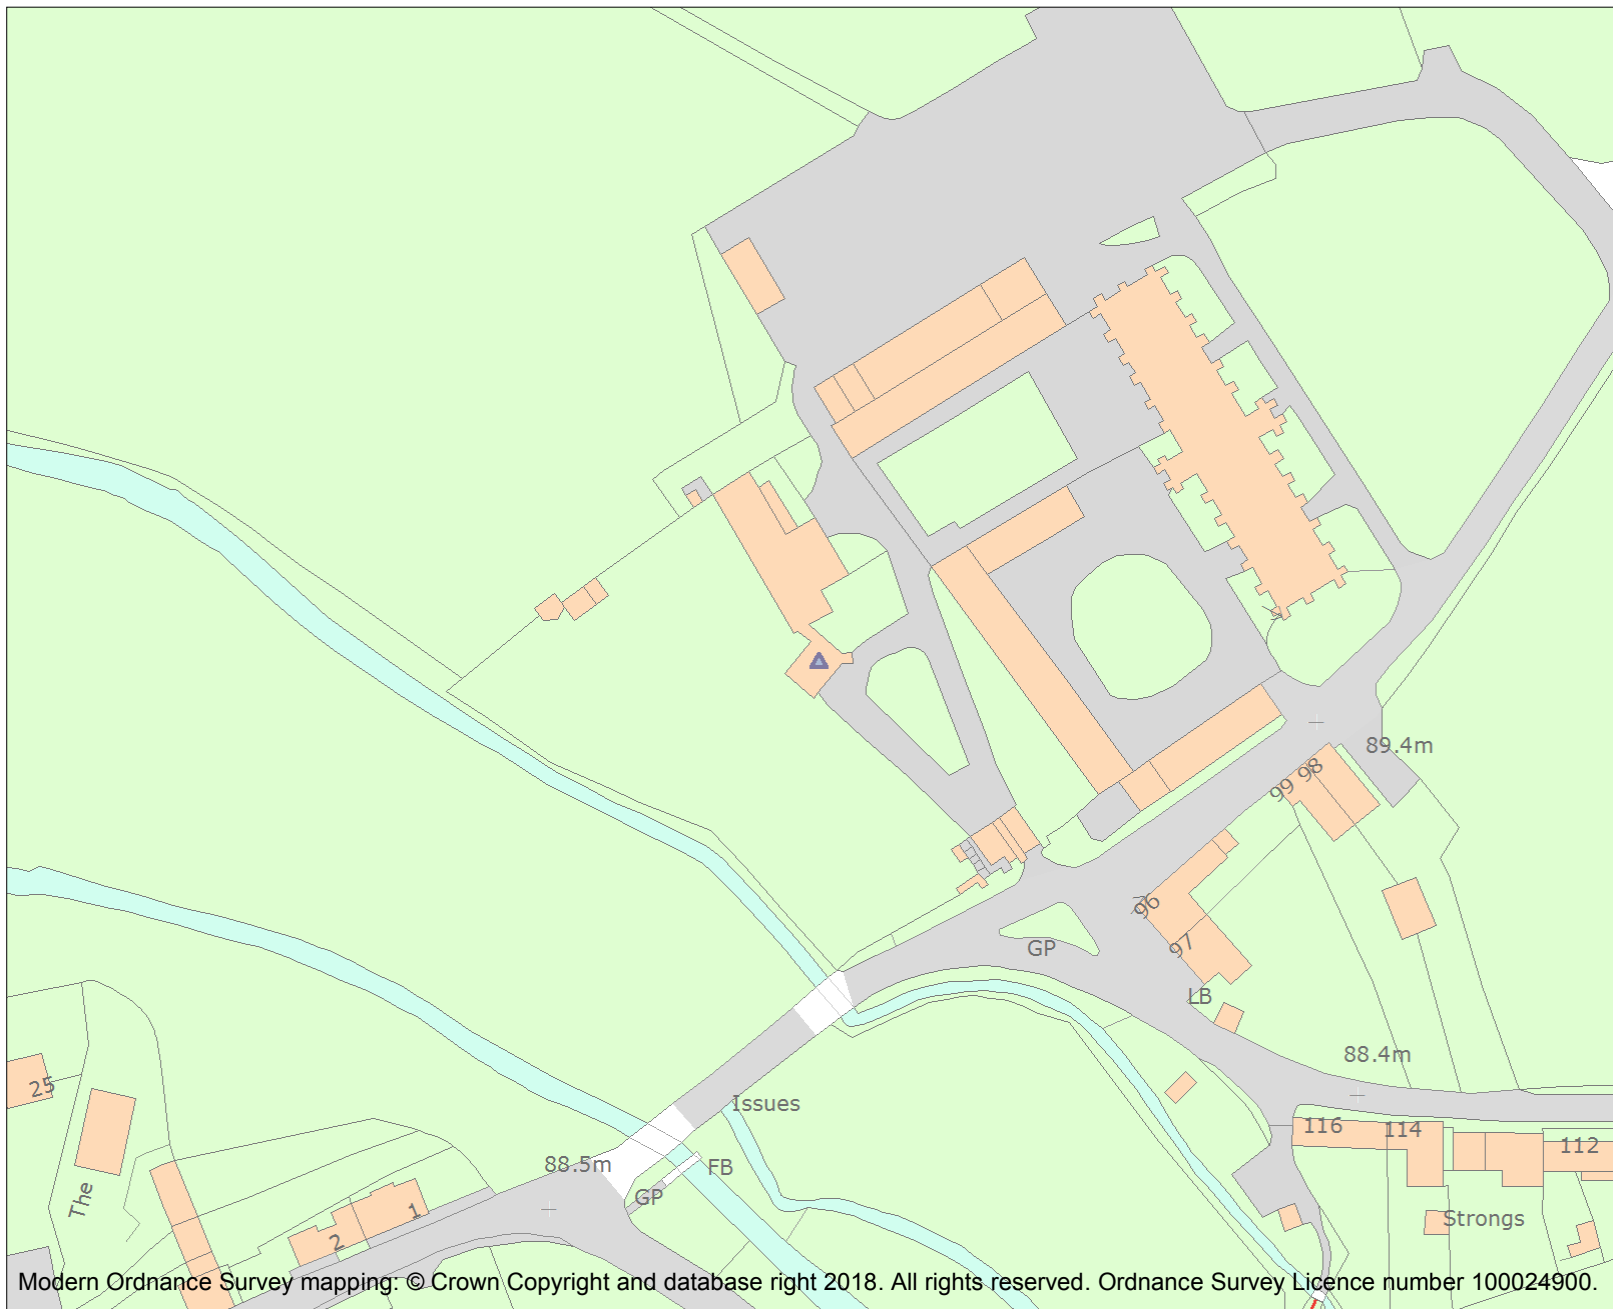 89.4m
99 98
96
97
GP
LB
88.4m
25
Issues
116
114
112
88.5m
FB
The
GP
1
2
Strongs
Modern Ordnance Survey mapping: © Crown Copyright and database right 2018. All rights reserved. Ordnance Survey Licence number 100024900.